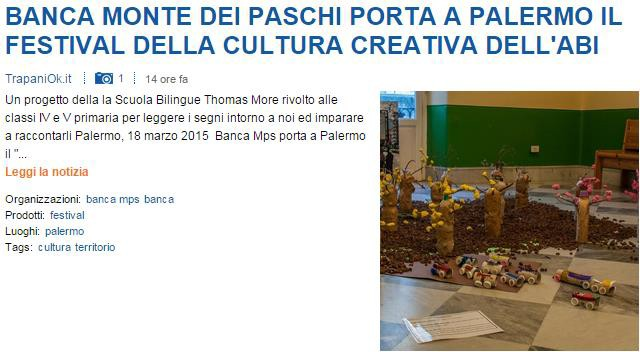 BANCA MONTE DEI PASCHI PORTA A PALERMO IL
FESTIVAL DELLA CULTURA CREATIVA DELL'ABI
TrapaniOk.it 1 14 ore fa
Un progetto della la Scuola Bilingue Thomas More rivolto alle
classi IV e V primaria per leggere i segni intorno a noi ed imparare
a raccontarli Palermo, 18 marzo 2015 Banca Mps porta a Palermo
il "...
Leggi la notizia
Organizzazioni: banca mps banca
Prodotti: festival
Luoghi: palermo
Tags: cultura territorio